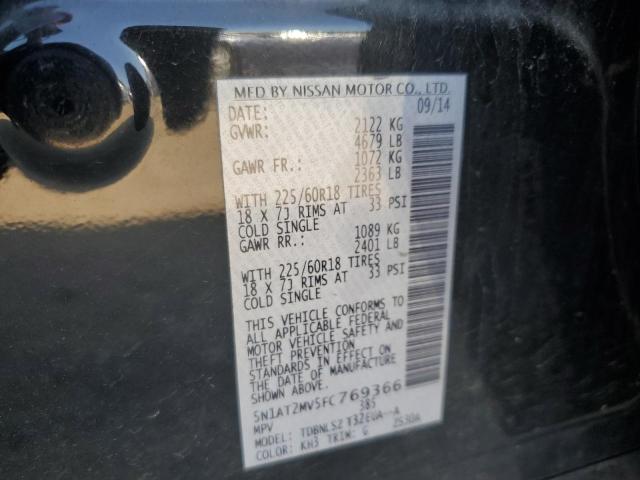 MFD BY NISSAN MOTOR CO., LTD.
DATE: 09/14
GVWR: 2122 KG
4679 LB
GAWR FR.: 1072 KG
2363 LB
WITH 225/60R18 TIRES
18 X 7J RIMS AT 33 PSI
COLD SINGLE
GAWR RR.: 1089 KG
2401 LB
WITH 225/60R18 TIRES
18 X 7J RIMS AT 33 PSI
COLD SINGLE
THIS VEHICLE CONFORMS TO
ALL APPLICABLE FEDERAL
MOTOR VEHICLE SAFETY AND
THEFT PREVENTION
STANDARDS IN EFFECT ON
THE DATE OF MANUFACTURE
SHOWN ABOVE.
5N1AT2MV5FC769366
MPV 385
MODEL: TDBNLSZ T32EUA--A
COLOR: KH3 TRIM: G 2530A